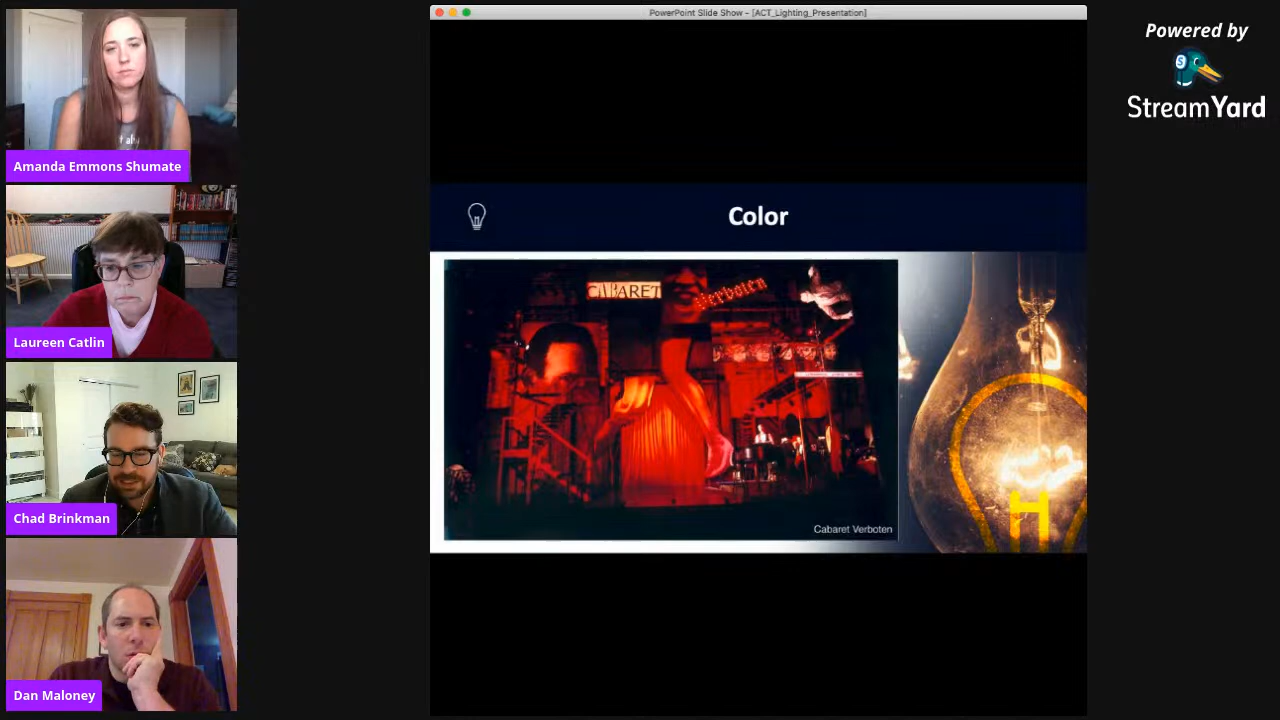 PowerPoint Slide Show - [ACT_Lighting_Presentation]
Powered by
StreamYard
Amanda Emmons Shumate
Laureen Catlin
Chad Brinkman
Dan Maloney
Color
CABARET
Verboten
Cabaret Verboten